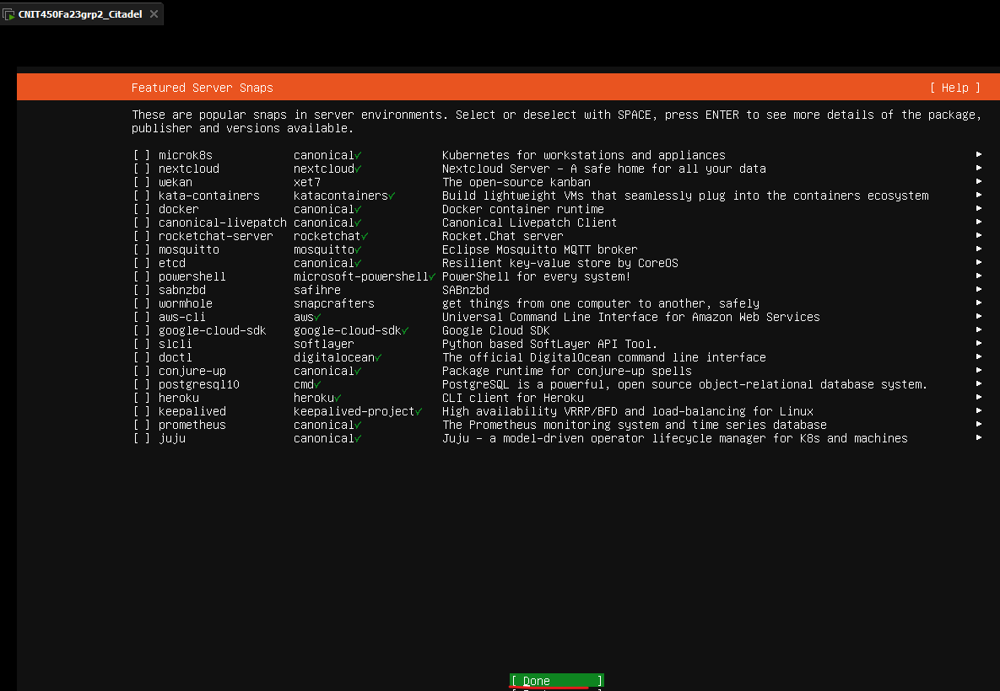 CNIT450Fa23grp2_Citadel
Featured Server Snaps [ Help ]
These are popular snaps in server environments. Select or deselect with SPACE, press ENTER to see more details of the package,
publisher and versions available.
[ ] microk8s canonical✓ Kubernetes for workstations and appliances
[ ] nextcloud nextcloud✓ Nextcloud Server - A safe home for all your data
[ ] wekan xet7 The open-source kanban
[ ] kata-containers katacontainers✓ Build lightweight VMs that seamlessly plug into the containers ecosystem
[ ] docker canonical✓ Docker container runtime
[ ] canonical-livepatch canonical✓ Canonical Livepatch Client
[ ] rocketchat-server rocketchat✓ Rocket.Chat server
[ ] mosquitto mosquitto✓ Eclipse Mosquitto MQTT broker
[ ] etcd canonical✓ Resilient key-value store by CoreOS
[ ] powershell microsoft-powershell✓ PowerShell for every system!
[ ] sabnzbd safihre SABnzbd
[ ] wormhole snapcrafters get things from one computer to another, safely
[ ] aws-cli aws✓ Universal Command Line Interface for Amazon Web Services
[ ] google-cloud-sdk google-cloud-sdk✓ Google Cloud SDK
[ ] slcli softlayer Python based SoftLayer API Tool.
[ ] doctl digitalocean✓ The official DigitalOcean command line interface
[ ] conjure-up canonical✓ Package runtime for conjure-up spells
[ ] postgresql10 cmd✓ PostgreSQL is a powerful, open source object-relational database system.
[ ] heroku heroku✓ CLI client for Heroku
[ ] keepalived keepalived-project✓ High availability VRRP/BFD and load-balancing for Linux
[ ] prometheus canonical✓ The Prometheus monitoring system and time series database
[ ] juju canonical✓ Juju - a model-driven operator lifecycle manager for K8s and machines
[ Done ]